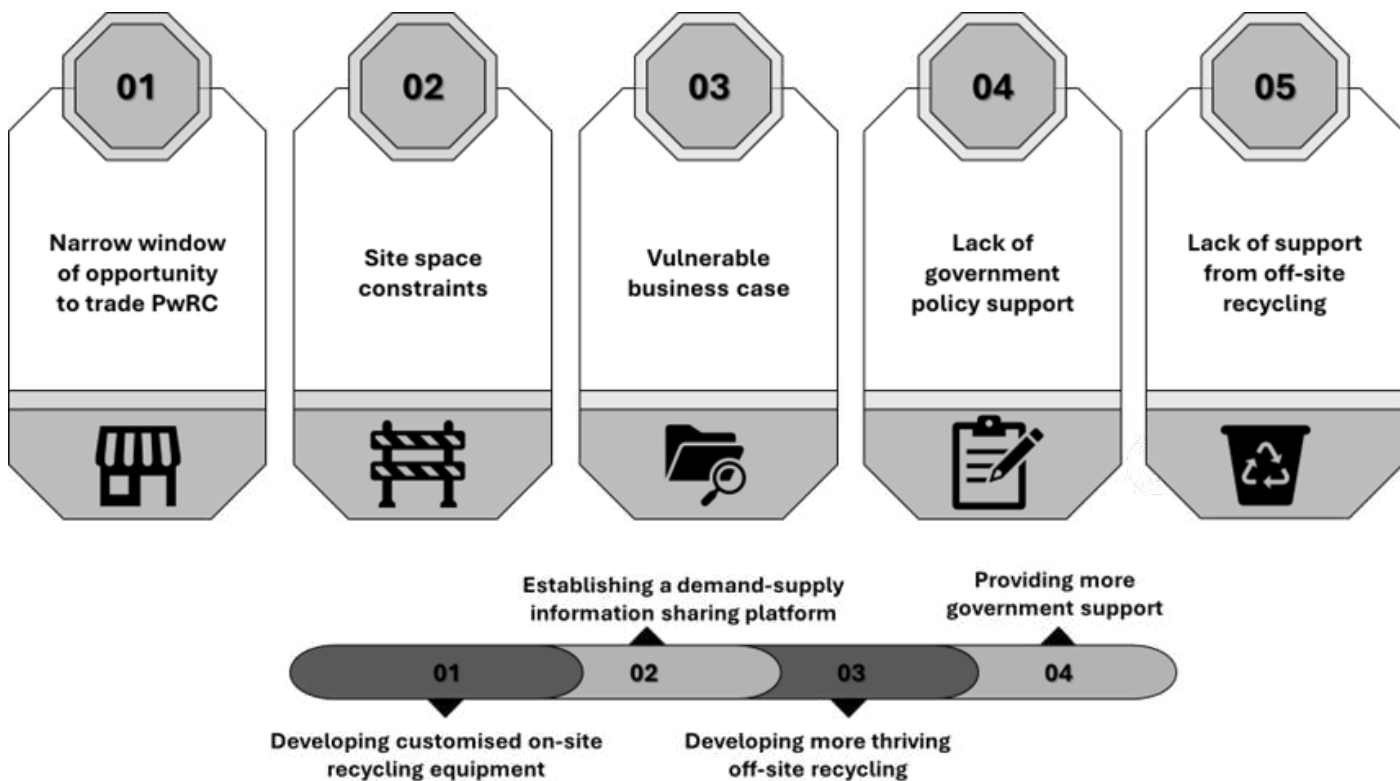 01
Narrow window
of opportunity
to trade PwRC
02
Site space
constraints
03
Vulnerable
business case
04
Lack of
government
policy support
05
Lack of support
from off-site
recycling
Establishing a demand-supply
information sharing platform
Providing more
government support
01
02
03
04
Developing customised on-site
recycling equipment
Developing more thriving
off-site recycling